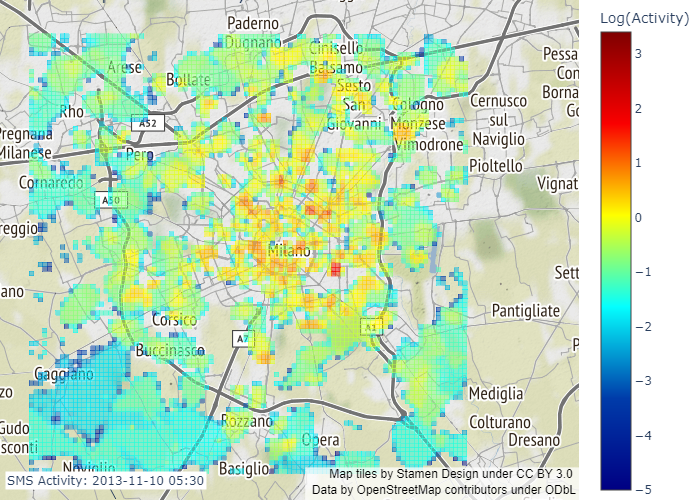 Log(Activity)
3
2
1
0
−1
−2
−3
−4
−5
Paderno
Dugnano
Cinisello
Balsamo
Arese
Bollate
Sesto
San
Giovanni
Cologno
Monzese
Vimodrone
Cernusco
sul
Naviglio
Pessa
Con
Borna
Go
Rho
A52
Pregnana
Milanese
Pero
Pioltello
Cornaredo
A50
Vignat
reggio
Milano
Sett
ano
Corsico
A1
Pantigliate
A7
Buccinasco
P
Gaggiano
zo
Mediglia
Gudo
sconti
Rozzano
Opera
Colturano
Dresano
Noviglio
Basiglio
SMS Activity: 2013-11-10 05:30
Map tiles by Stamen Design under CC BY 3.0
Data by OpenStreetMap contributors under ODbL